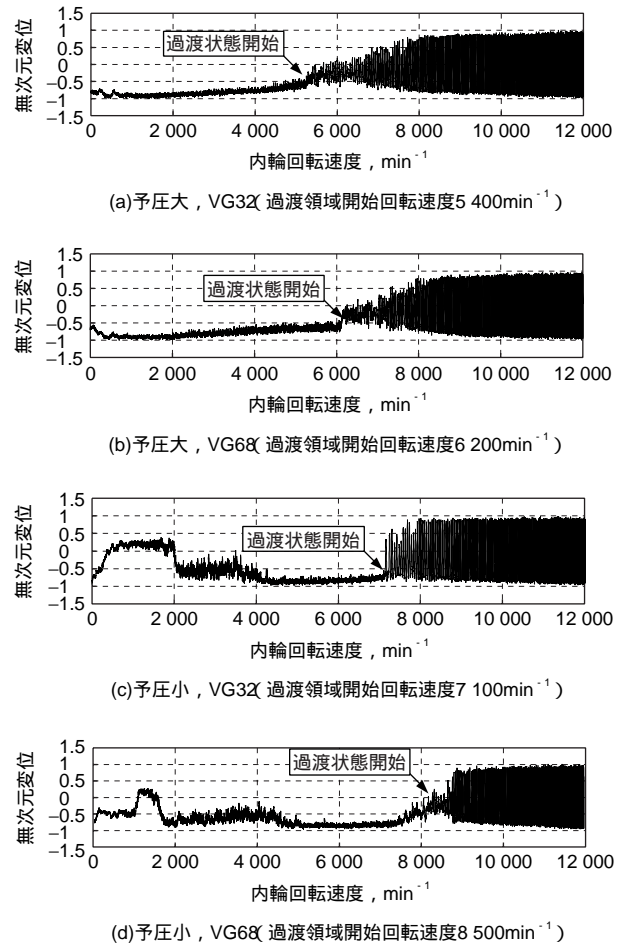 1.5
1
0.5
0
−0.5
−1
−1.5
無次元変位
過渡状態開始
0 2 000 4 000 6 000 8 000 10 000 12 000
内輪回転速度，min⁻¹
(a)予圧大，VG32（過渡領域開始回転速度5 400min⁻¹）
1.5
1
0.5
0
−0.5
−1
−1.5
無次元変位
過渡状態開始
0 2 000 4 000 6 000 8 000 10 000 12 000
内輪回転速度，min⁻¹
(b)予圧大，VG68（過渡領域開始回転速度6 200min⁻¹）
1.5
1
0.5
0
−0.5
−1
−1.5
無次元変位
過渡状態開始
0 2 000 4 000 6 000 8 000 10 000 12 000
内輪回転速度，min⁻¹
(c)予圧小，VG32（過渡領域開始回転速度7 100min⁻¹）
1.5
1
0.5
0
−0.5
−1
−1.5
無次元変位
過渡状態開始
0 2 000 4 000 6 000 8 000 10 000 12 000
内輪回転速度，min⁻¹
(d)予圧小，VG68（過渡領域開始回転速度8 500min⁻¹）